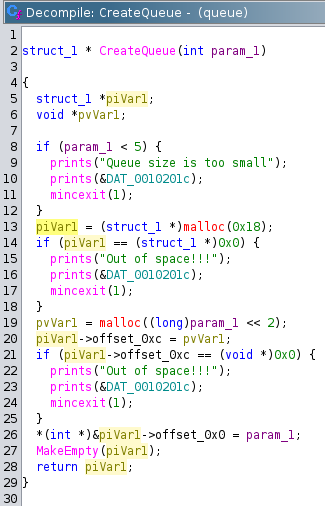 Decompile: CreateQueue - (queue)
1
2 struct_1 * CreateQueue(int param_1)
3
4 {
5 struct_1 *piVar1;
6 void *pvVar1;
7
8 if (param_1 < 5) {
9 prints("Queue size is too small");
10 prints(&DAT_0010201c);
11 mincexit(1);
12 }
13 piVar1 = (struct_1 *)malloc(0x18);
14 if (piVar1 == (struct_1 *)0x0) {
15 prints("Out of space!!!");
16 prints(&DAT_0010201c);
17 mincexit(1);
18 }
19 pvVar1 = malloc((long)param_1 << 2);
20 piVar1->offset_0xc = pvVar1;
21 if (piVar1->offset_0xc == (void *)0x0) {
22 prints("Out of space!!!");
23 prints(&DAT_0010201c);
24 mincexit(1);
25 }
26 *(int *)&piVar1->offset_0x0 = param_1;
27 MakeEmpty(piVar1);
28 return piVar1;
29 }
30